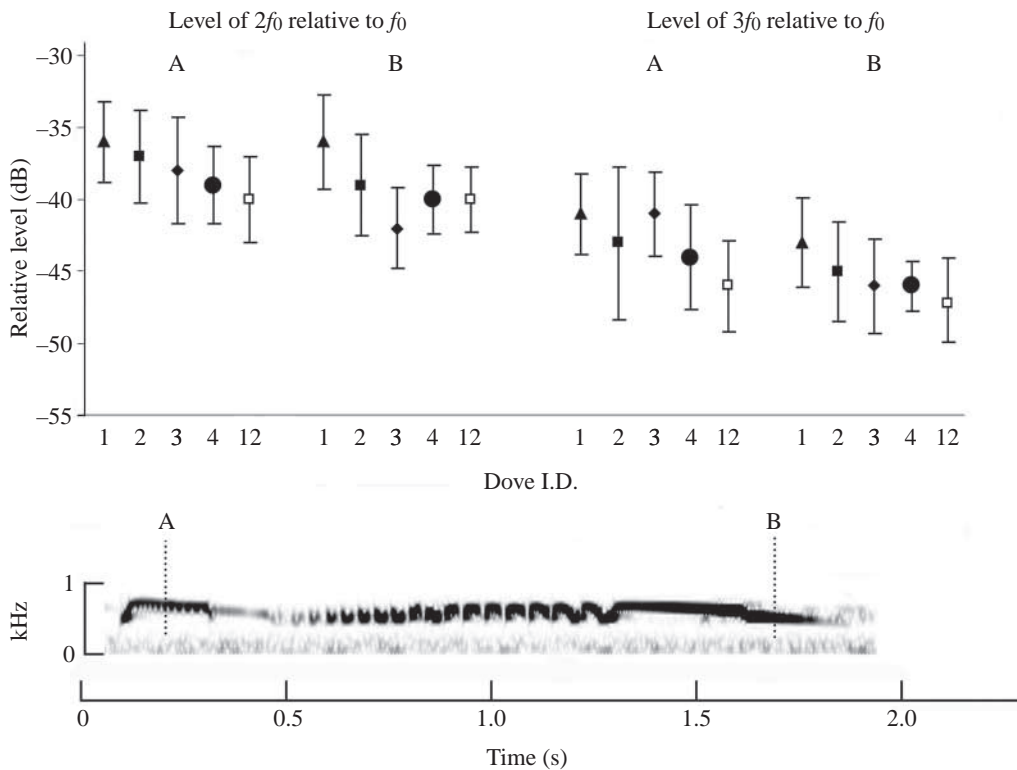 Level of 2f0 relative to f0
Level of 3f0 relative to f0
A B A B
Relative level (dB)
–30
–35
–40
–45
–50
–55
1 2 3 4 12 1 2 3 4 12 1 2 3 4 12 1 2 3 4 12
Dove I.D.
A B
kHz
1
0
0 0.5 1.0 1.5 2.0
Time (s)